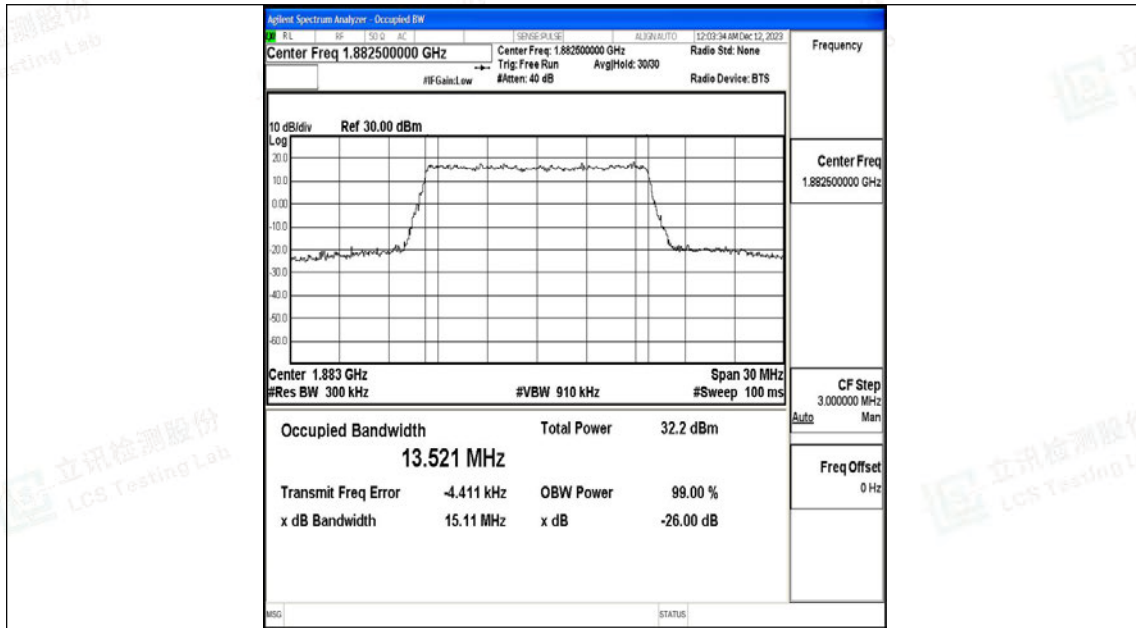 Agilent Spectrum Analyzer - Occupied BW
RL RF 50 Ω AC SENSE:PULSE ALIGNAUTO 12:03:34 AM Dec 12, 2023
Center Freq 1.882500000 GHz
Center Freq: 1.882500000 GHz
Radio Std: None
Trig: Free Run
Avg|Hold: 30/30
#IFGain:Low
#Atten: 40 dB
Radio Device: BTS
10 dB/div
Ref 30.00 dBm
Log
20.0
10.0
0.00
-10.0
-20.0
-30.0
-40.0
-50.0
-60.0
Center 1.883 GHz
Span 30 MHz
#Res BW 300 kHz
#VBW 910 kHz
#Sweep 100 ms
Occupied Bandwidth
Total Power
32.2 dBm
13.521 MHz
Transmit Freq Error
-4.411 kHz
OBW Power
99.00 %
x dB Bandwidth
15.11 MHz
x dB
-26.00 dB
MSG
STATUS
Frequency
Center Freq
1.882500000 GHz
CF Step
3.000000 MHz
Auto Man
Freq Offset
0 Hz
立讯检测股份
LCS Testing Lab
立讯检测股份